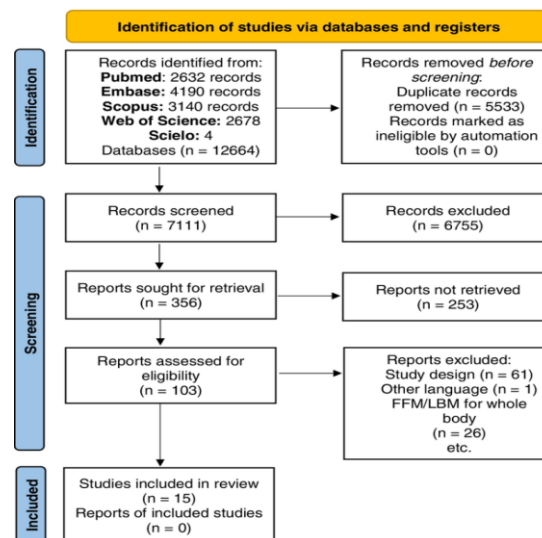 Identification of studies via databases and registers
Identification
Records identified from:
Pubmed: 2632 records
Embase: 4190 records
Scopus: 3140 records
Web of Science: 2678
Scielo: 4
Databases (n = 12664)
Records removed before
screening:
Duplicate records
removed (n = 5533)
Records marked as
ineligible by automation
tools (n = 0)
Screening
Records screened
(n = 7111)
Records excluded
(n = 6755)
Reports sought for retrieval
(n = 356)
Reports not retrieved
(n = 253)
Reports assessed for
eligibility
(n = 103)
Reports excluded:
Study design (n = 61)
Other language (n = 1)
FFM/LBM for whole
body
(n = 26)
etc.
Included
Studies included in review
(n = 15)
Reports of included studies
(n = 0)